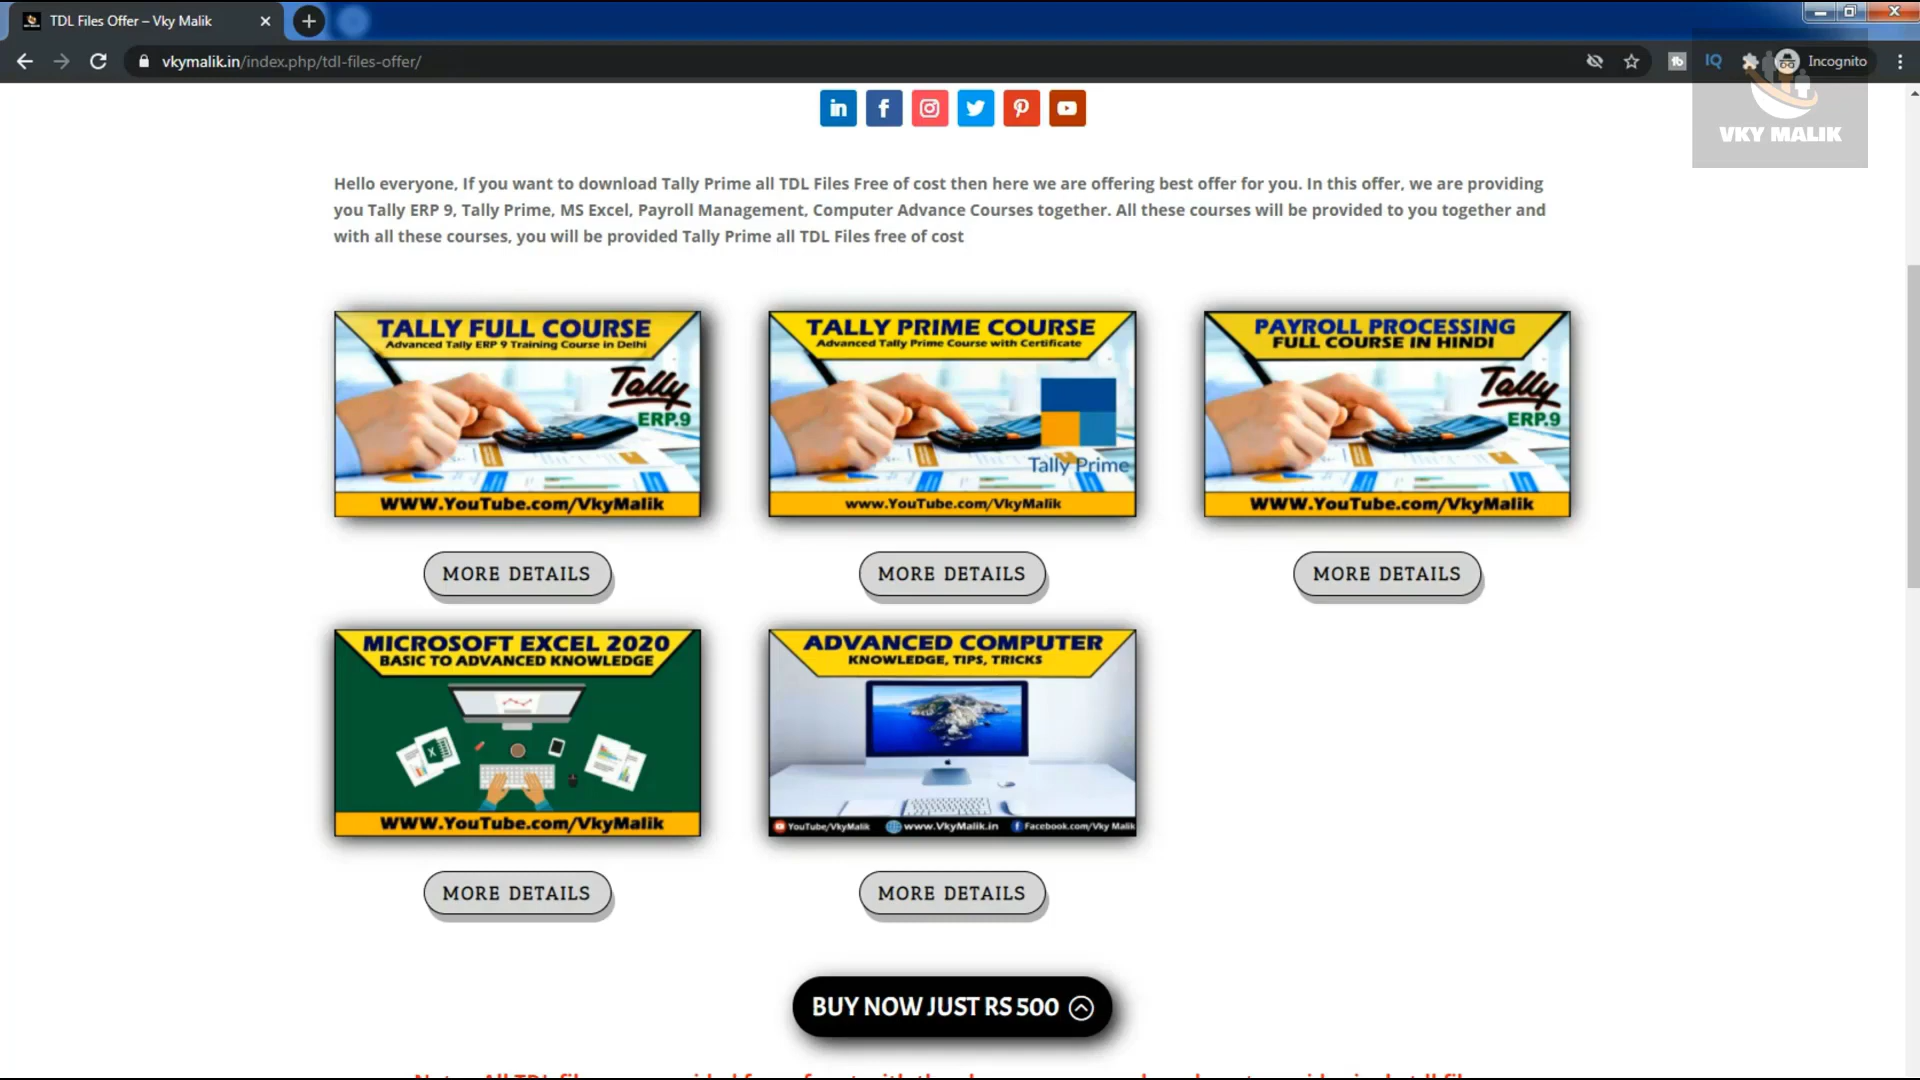 TDL Files Offer – Vky Malik
vkymalik.in/index.php/tdl-files-offer/
IQ
Incognito
VKY MALIK
Hello everyone, If you want to download Tally Prime all TDL Files Free of cost then here we are offering best offer for you. In this offer, we are providing
you Tally ERP 9, Tally Prime, MS Excel, Payroll Management, Computer Advance Courses together. All these courses will be provided to you together and
with all these courses, you will be provided Tally Prime all TDL Files free of cost
TALLY FULL COURSE
Advanced Tally ERP 9 Training Course in Delhi
Tally
ERP.9
WWW.YouTube.com/VkyMalik
TALLY PRIME COURSE
Advanced Tally Prime Course with Certificate
Tally Prime
www.YouTube.com/VkyMalik
PAYROLL PROCESSING
FULL COURSE IN HINDI
Tally
ERP.9
WWW.YouTube.com/VkyMalik
MORE DETAILS
MORE DETAILS
MORE DETAILS
MICROSOFT EXCEL 2020
BASIC TO ADVANCED KNOWLEDGE
WWW.YouTube.com/VkyMalik
ADVANCED COMPUTER
KNOWLEDGE, TIPS, TRICKS
YouTube/VkyMalik
www.VkyMalik.in
Facebook.com/Vky Malik
MORE DETAILS
MORE DETAILS
BUY NOW JUST RS 500